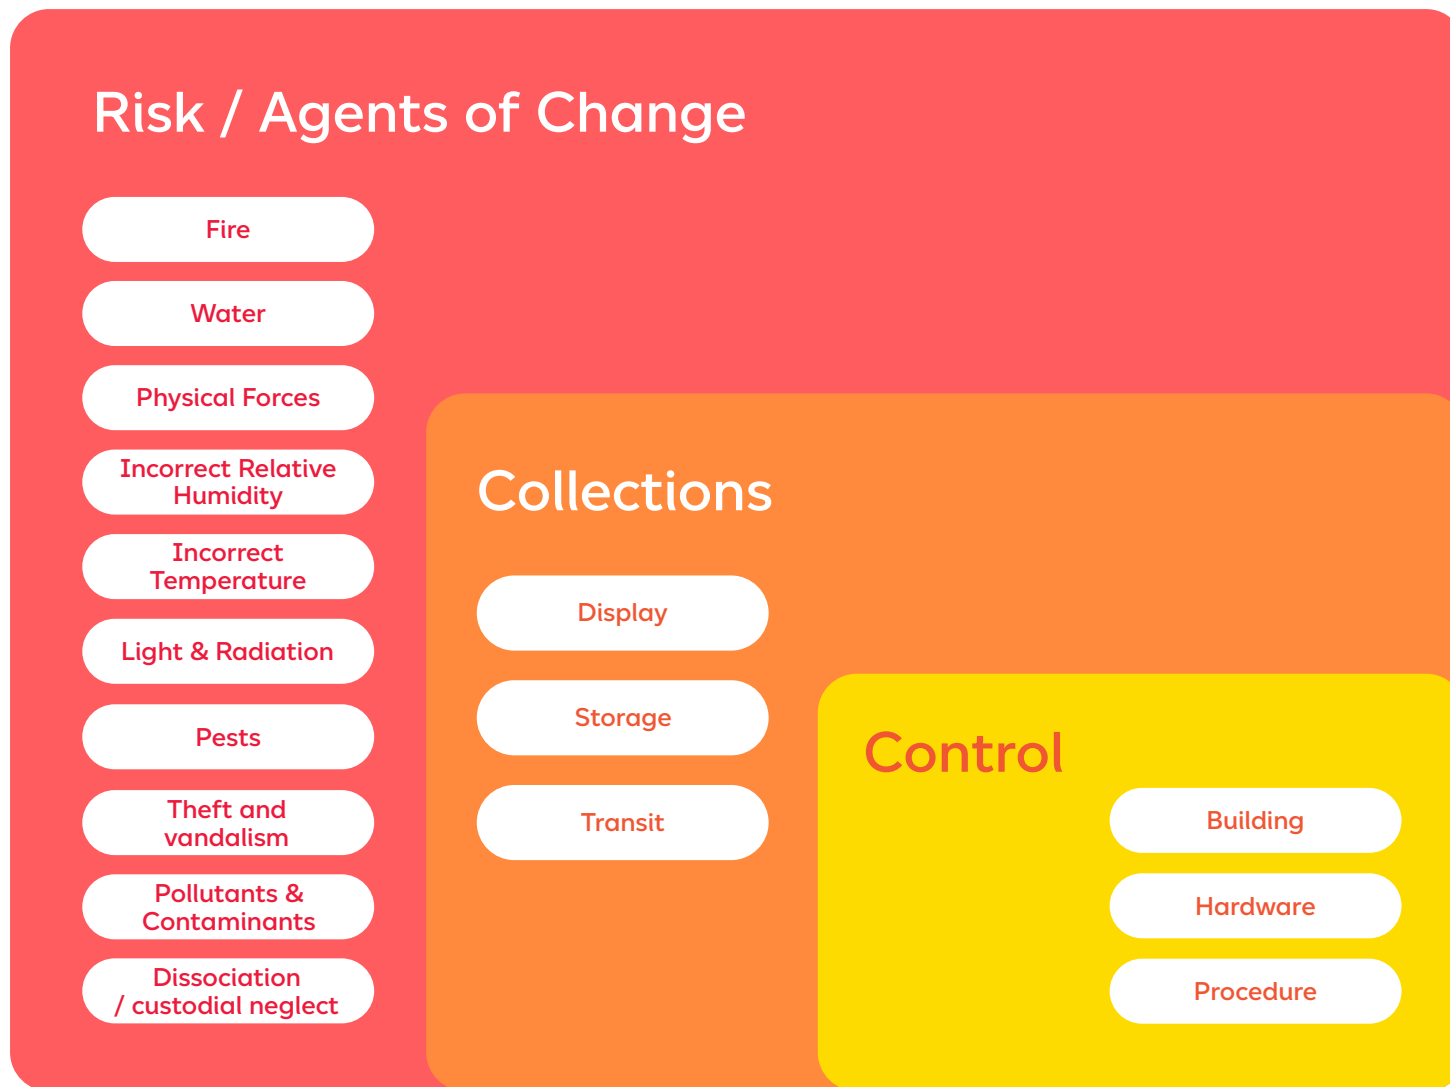 Risk / Agents of Change
Fire
Water
Physical Forces
Incorrect Relative
Humidity
Incorrect
Temperature
Light & Radiation
Pests
Theft and
vandalism
Pollutants &
Contaminants
Dissociation
/ custodial neglect
Collections
Display
Storage
Transit
Control
Building
Hardware
Procedure